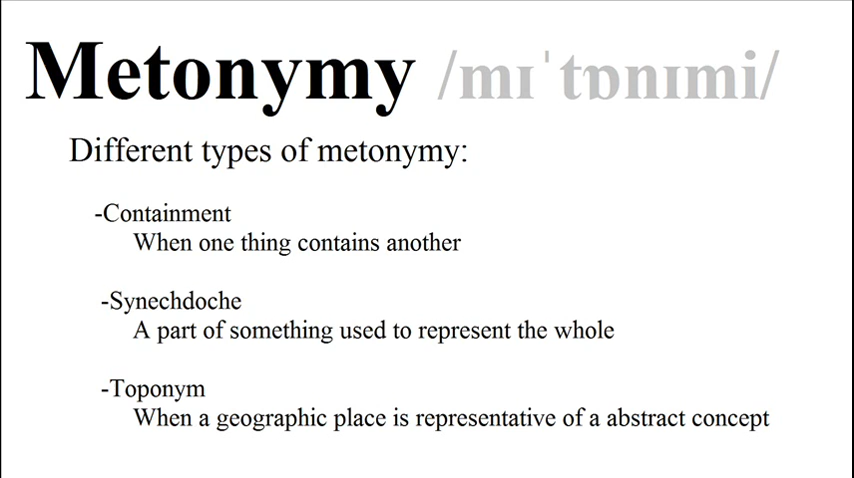 Metonymy /mɪˈtɒnɪmi/
Different types of metonymy:
-Containment
When one thing contains another
-Synechdoche
A part of something used to represent the whole
-Toponym
When a geographic place is representative of a abstract concept